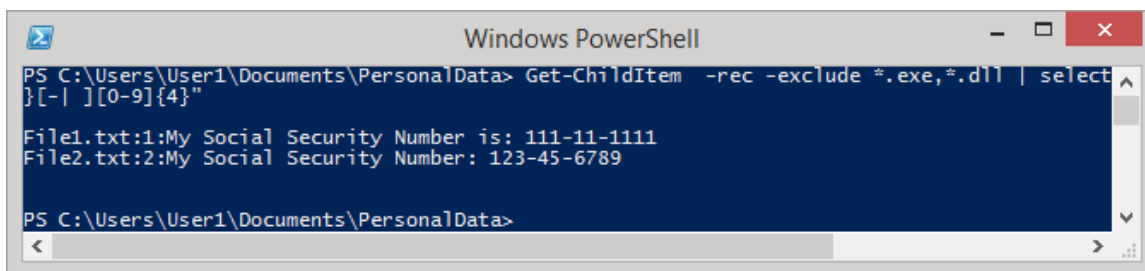 Windows PowerShell
PS C:\Users\User1\Documents\PersonalData> Get-ChildItem  -rec -exclude *.exe,*.dll | select
}[-| ][0-9]{4}"
File1.txt:1:My Social Security Number is: 111-11-1111
File2.txt:2:My Social Security Number: 123-45-6789
PS C:\Users\User1\Documents\PersonalData>